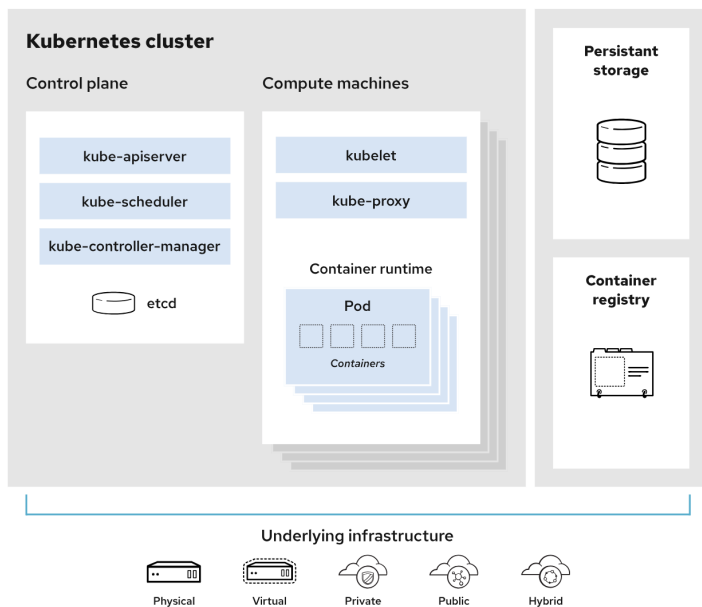 Kubernetes cluster
Control plane
kube-apiserver
kube-scheduler
kube-controller-manager
etcd
Compute machines
kubelet
kube-proxy
Container runtime
Pod
Containers
Persistant
storage
Container
registry
Underlying infrastructure
Physical
Virtual
Private
Public
Hybrid